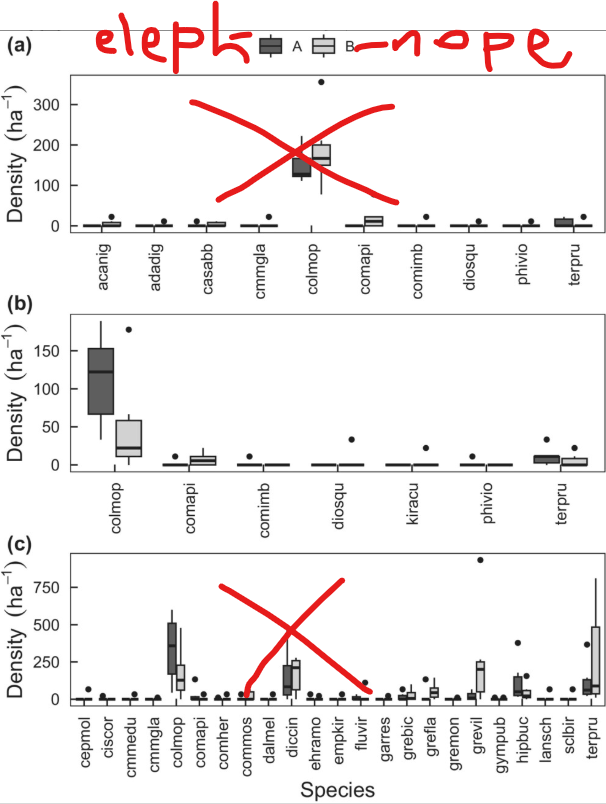 eleph - nope
(a) A B
Density (ha⁻¹)
300
200
100
0
acanig adadig casabb cmmgla colmop comapi comimb diosqu phivio terpru
(b)
Density (ha⁻¹)
150
100
50
0
colmop comapi comimb diosqu kiracu phivio terpru
(c)
Density (ha⁻¹)
750
500
250
0
cepmol ciscor cmmedu cmmgla colmop comapi comher commos dalmel diccin ehramo empkir fluvir garres grebic grefla gremon grevil gympub hipbuc lansch sclbir terpru
Species